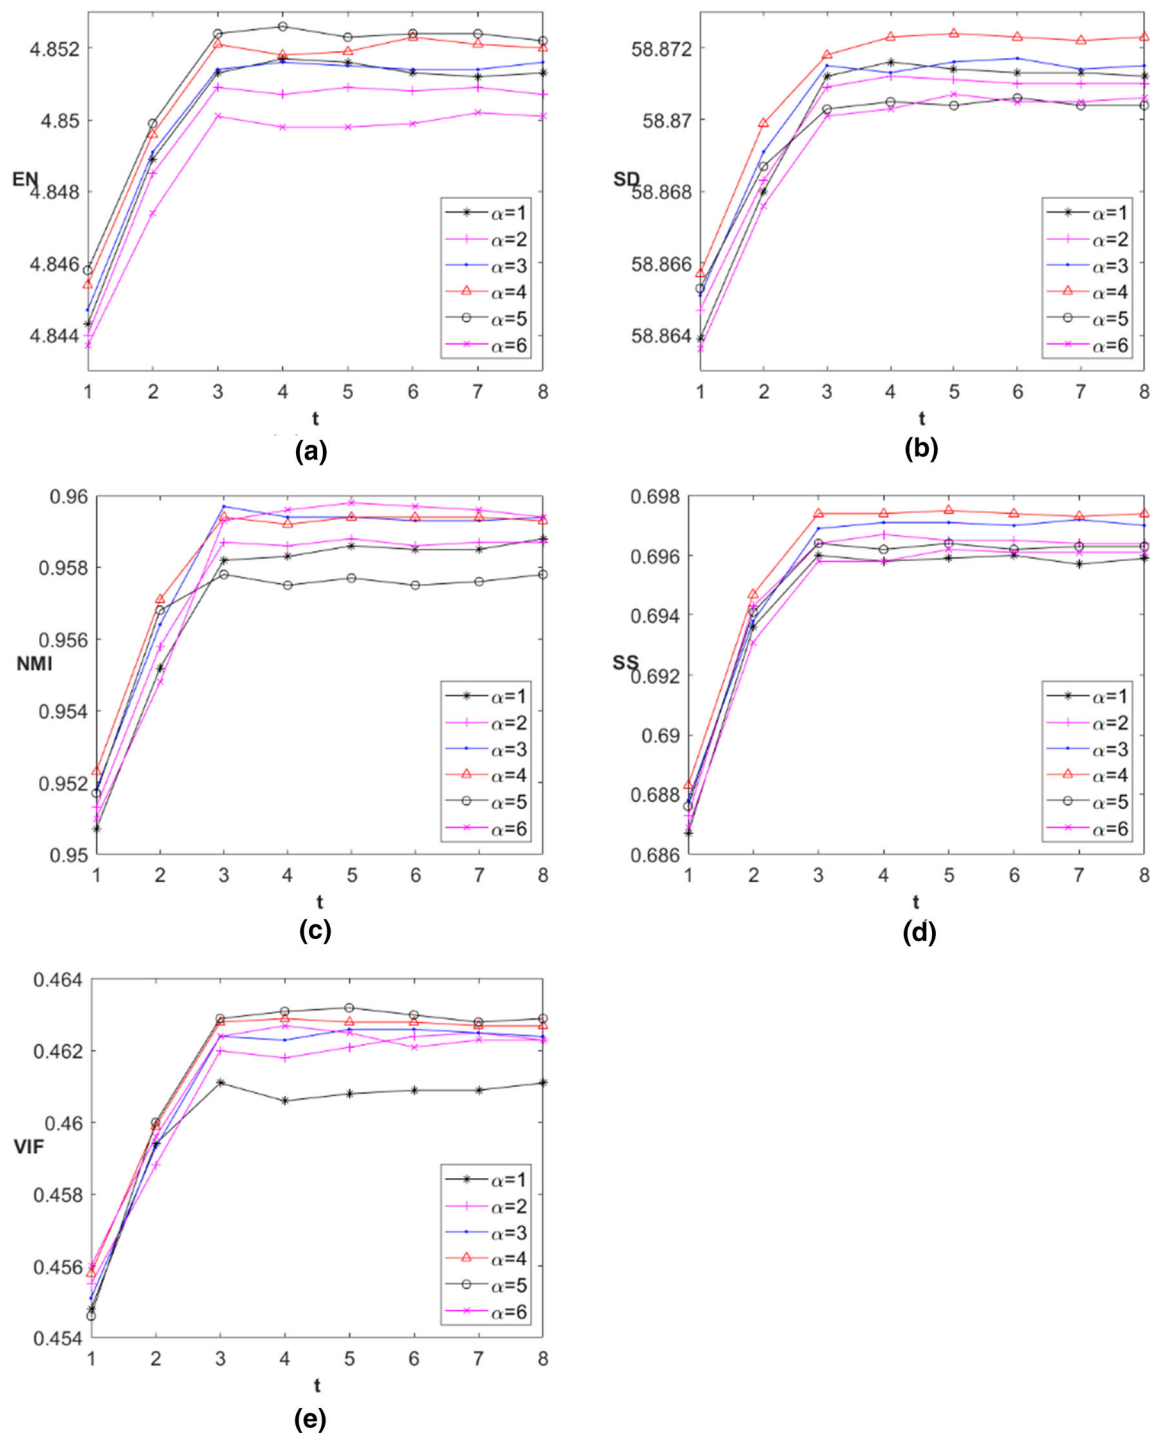 4.852
4.85
EN
4.848
4.846
4.844
α=1
α=2
α=3
α=4
α=5
α=6
1 2 3 4 5 6 7 8
t
(a)
58.872
58.87
SD
58.868
58.866
58.864
α=1
α=2
α=3
α=4
α=5
α=6
1 2 3 4 5 6 7 8
t
(b)
0.96
0.958
0.956
NMI
0.954
0.952
0.95
α=1
α=2
α=3
α=4
α=5
α=6
1 2 3 4 5 6 7 8
t
(c)
0.698
0.696
0.694
SS
0.692
0.69
0.688
0.686
α=1
α=2
α=3
α=4
α=5
α=6
1 2 3 4 5 6 7 8
t
(d)
0.464
0.462
0.46
VIF
0.458
0.456
0.454
α=1
α=2
α=3
α=4
α=5
α=6
1 2 3 4 5 6 7 8
t
(e)